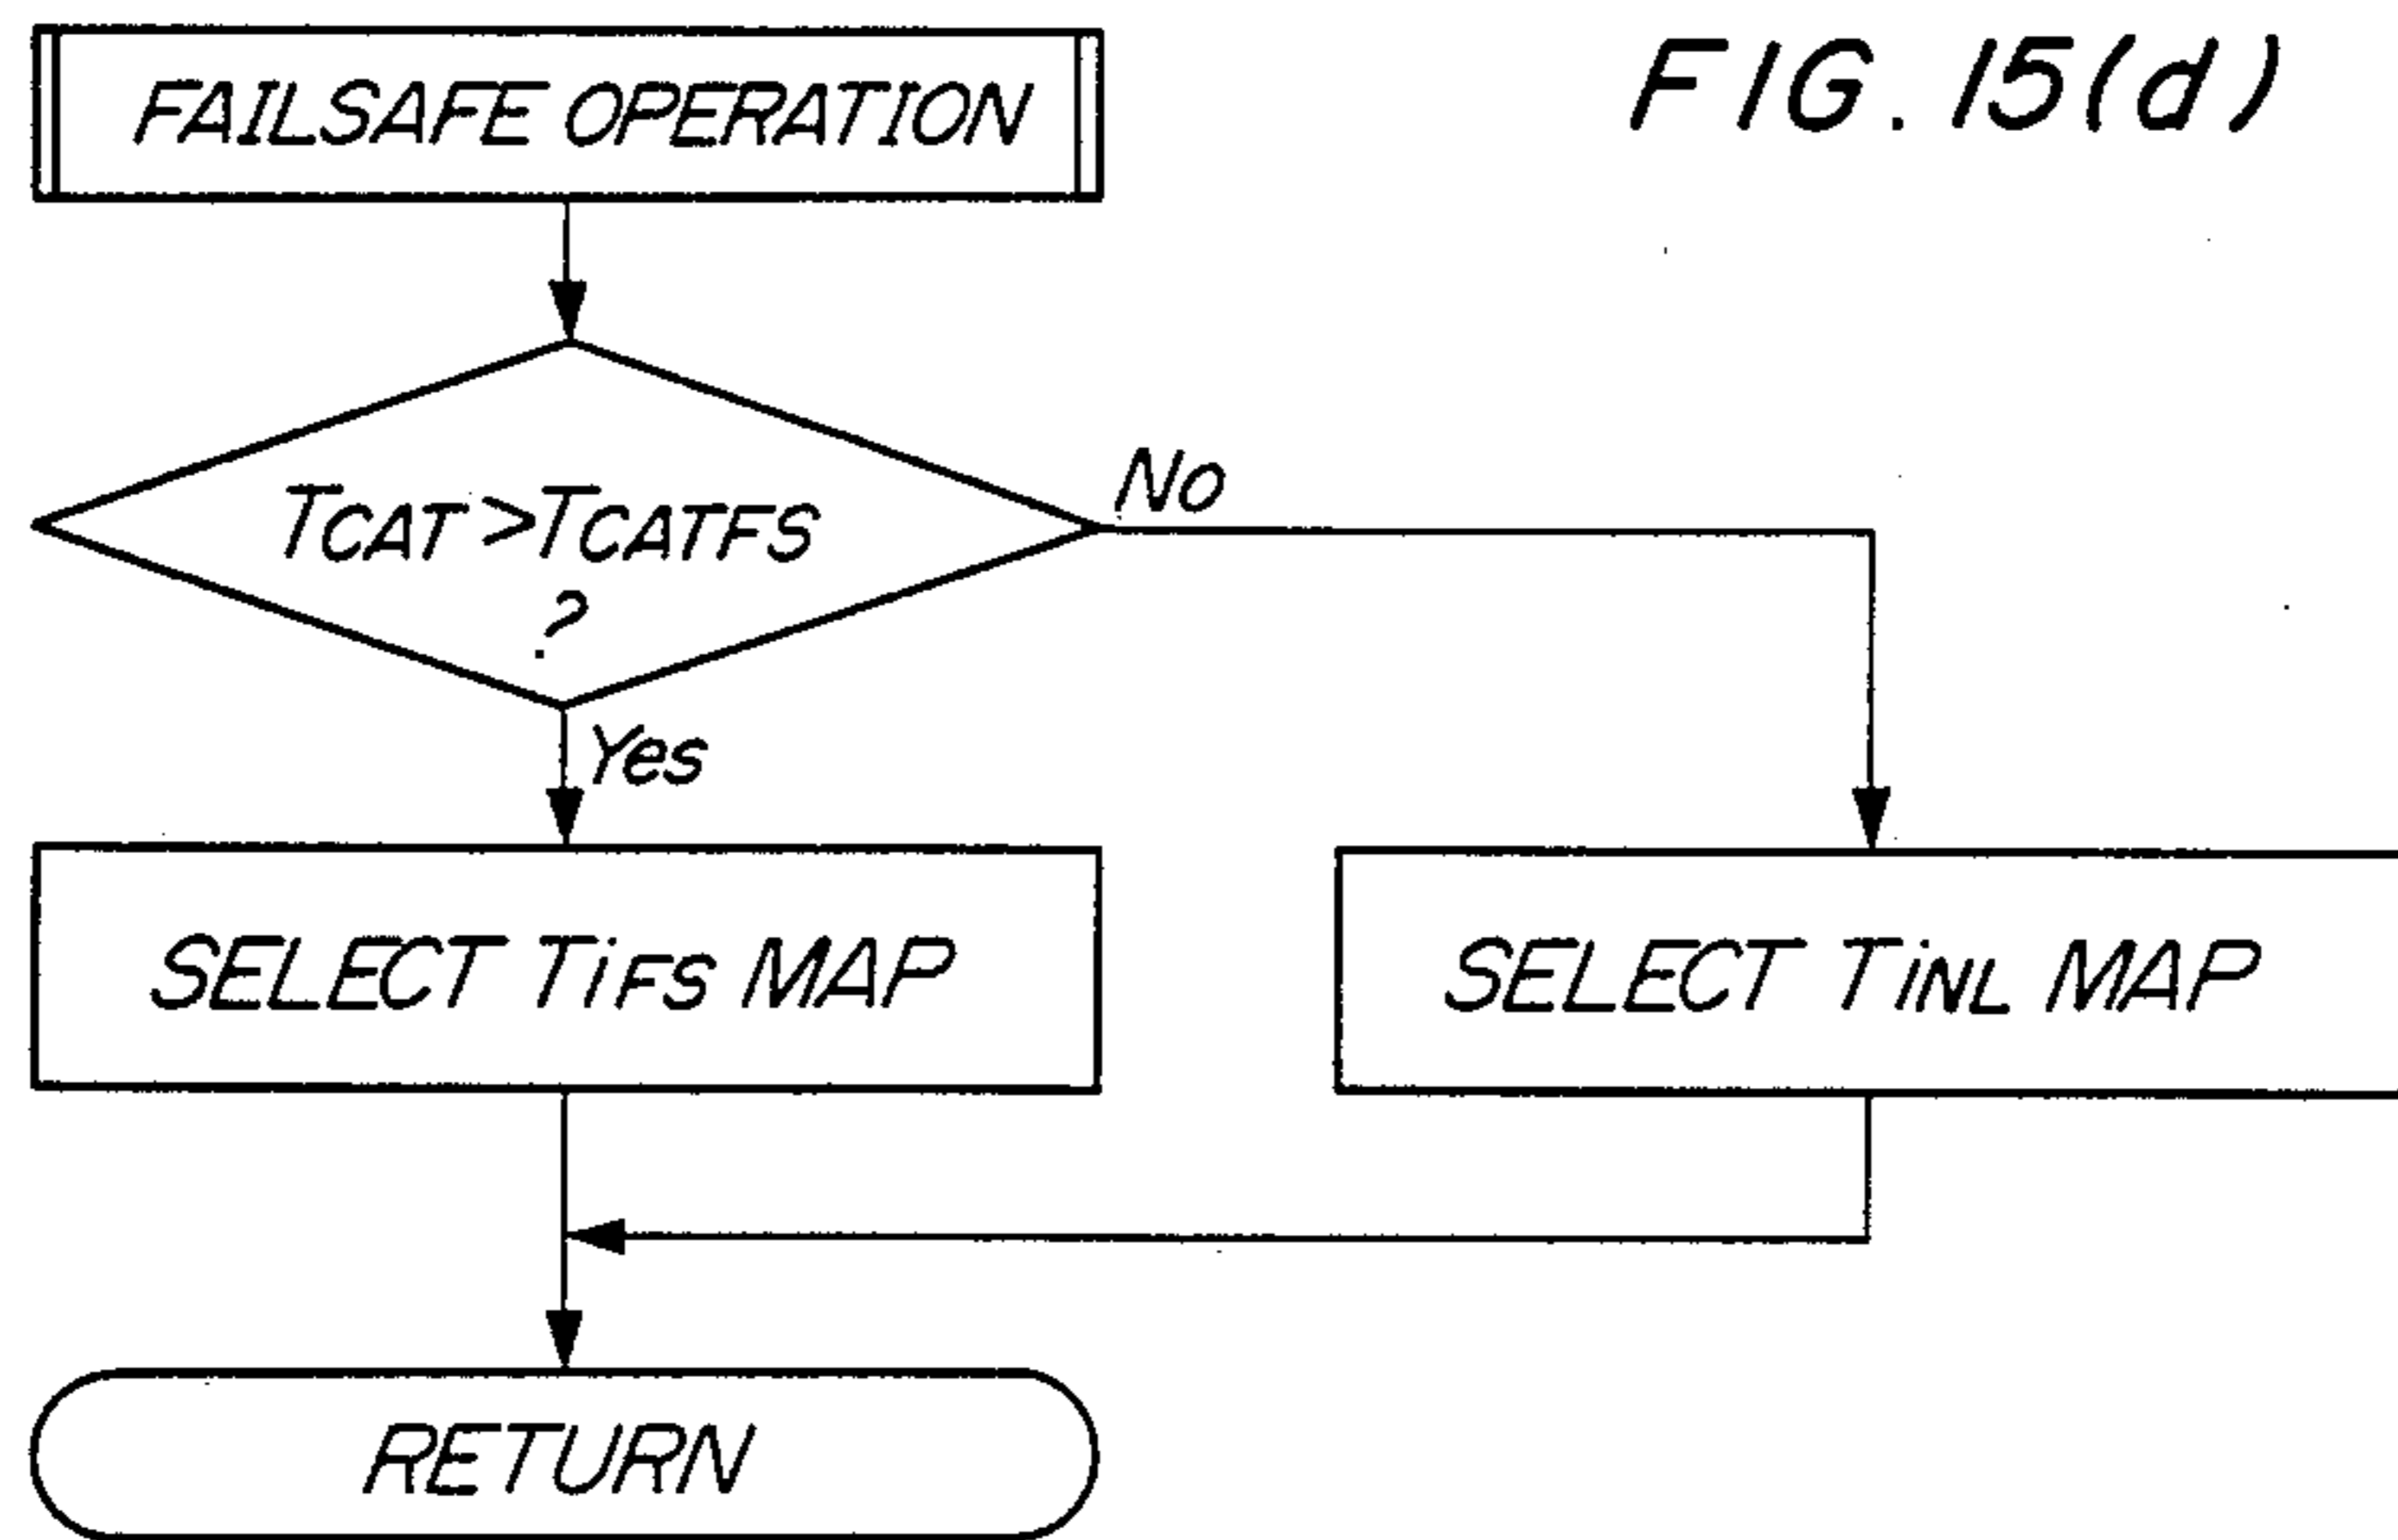 FAILSAFE OPERATION
FIG. 15(d)
TCAT>TCATFS
?
No
Yes
SELECT TiFS MAP
SELECT TiNL MAP
RETURN